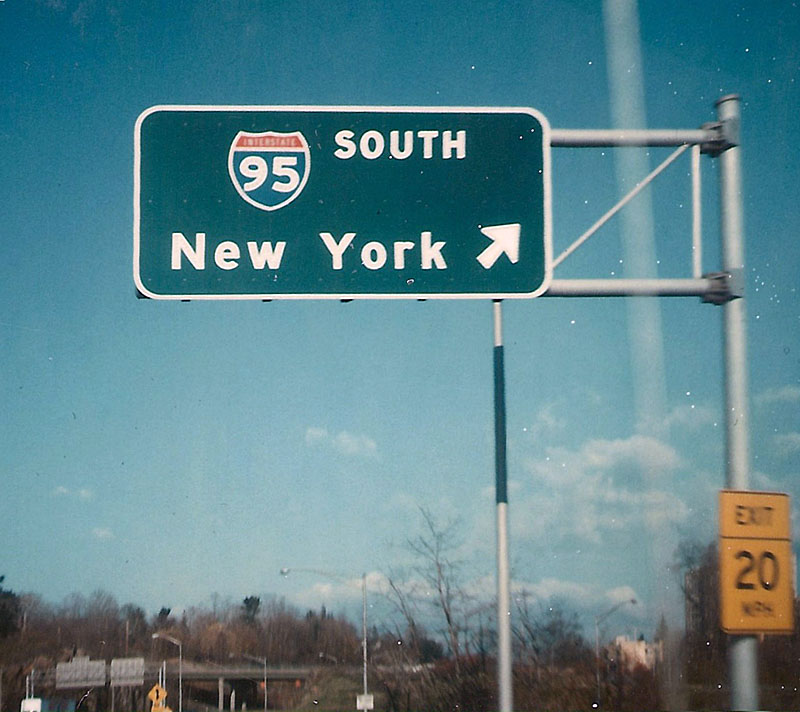 INTERSTATE
95 SOUTH
New York
EXIT
20
MPH